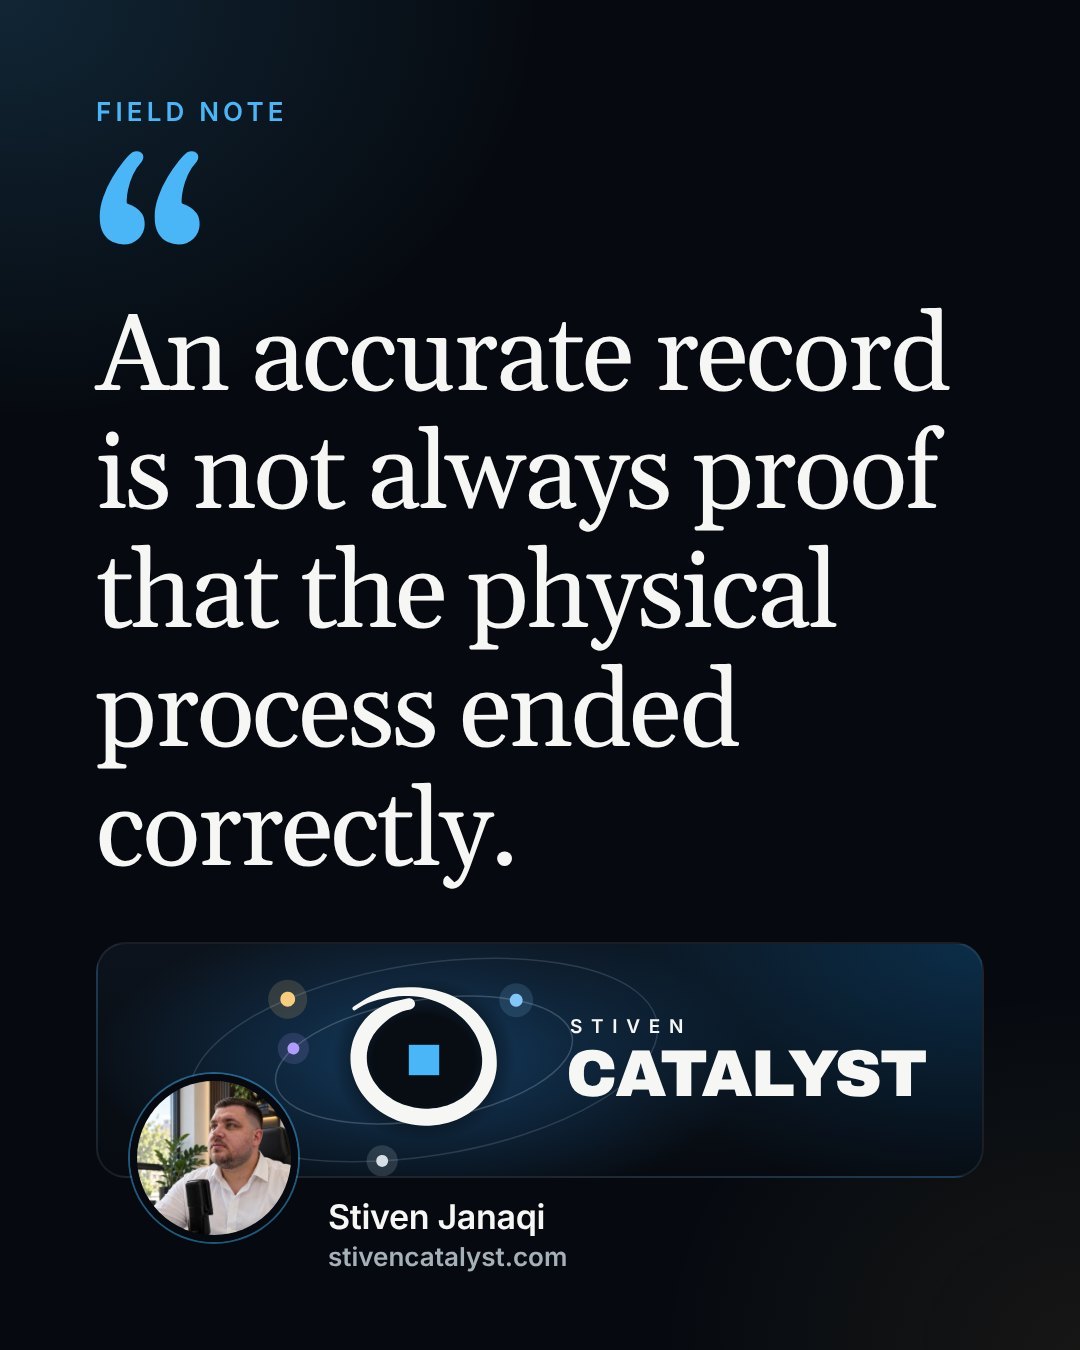 FIELD NOTE
“
An accurate record
is not always proof
that the physical
process ended
correctly.
STIVEN
CATALYST
Stiven Janaqi
stivencatalyst.com